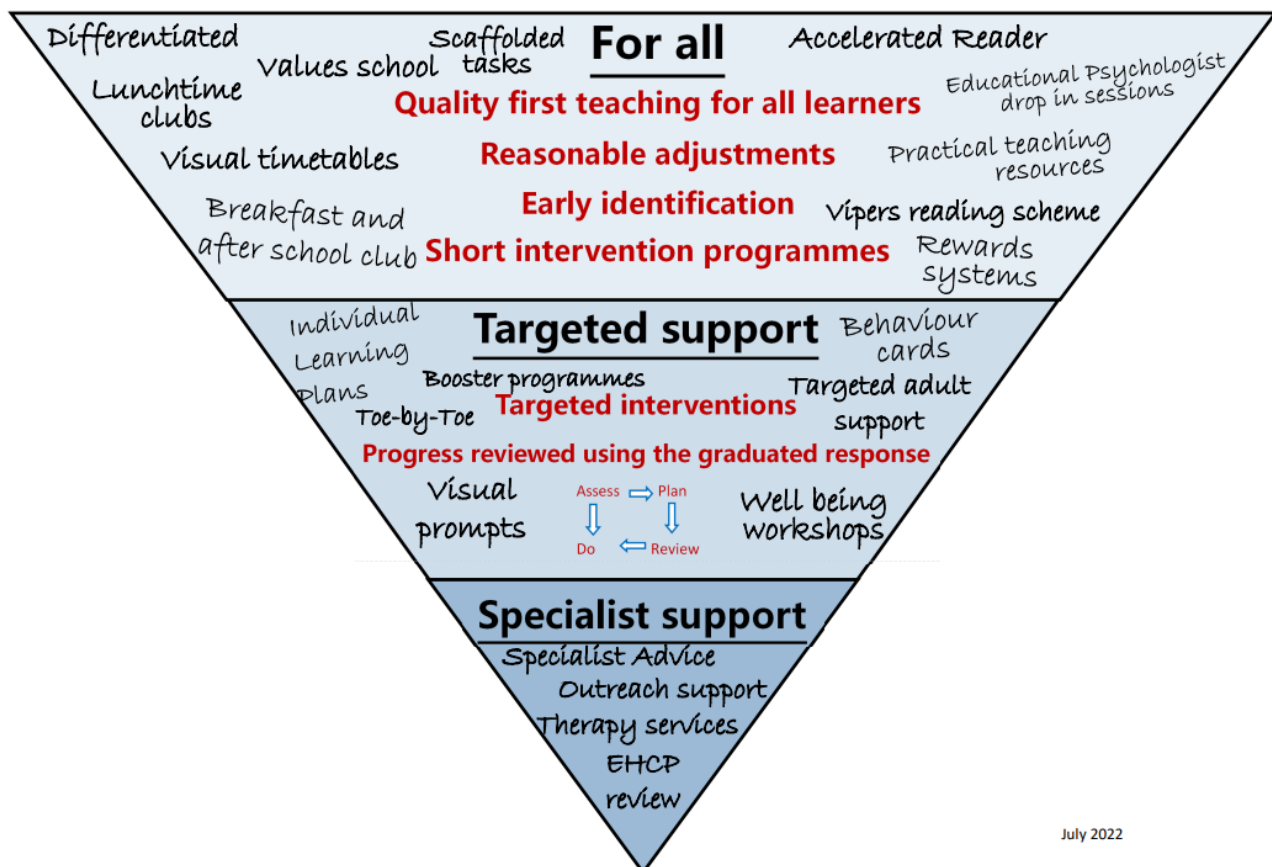 Differentiated
Scaffolded
tasks
For all
Accelerated Reader
Values school
Educational Psychologist
drop in sessions
Lunchtime
clubs
Quality first teaching for all learners
Visual timetables
Reasonable adjustments
Practical teaching
resources
Breakfast and
after school club
Early identification
Vipers reading scheme
Short intervention programmes
Rewards
systems
Individual
Learning
Plans
Targeted support
Behaviour
cards
Booster programmes
Targeted adult
support
Toe-by-Toe
Targeted interventions
Progress reviewed using the graduated response
Visual
prompts
Assess
Plan
Do
Review
Well being
workshops
Specialist support
Specialist Advice
Outreach support
Therapy services
EHCP
review
July 2022